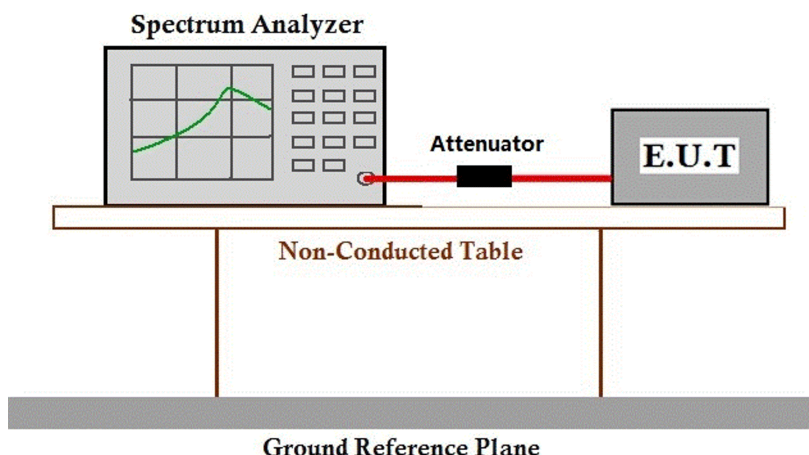 Spectrum Analyzer
Attenuator
E.U.T
Non-Conducted Table
Ground Reference Plane